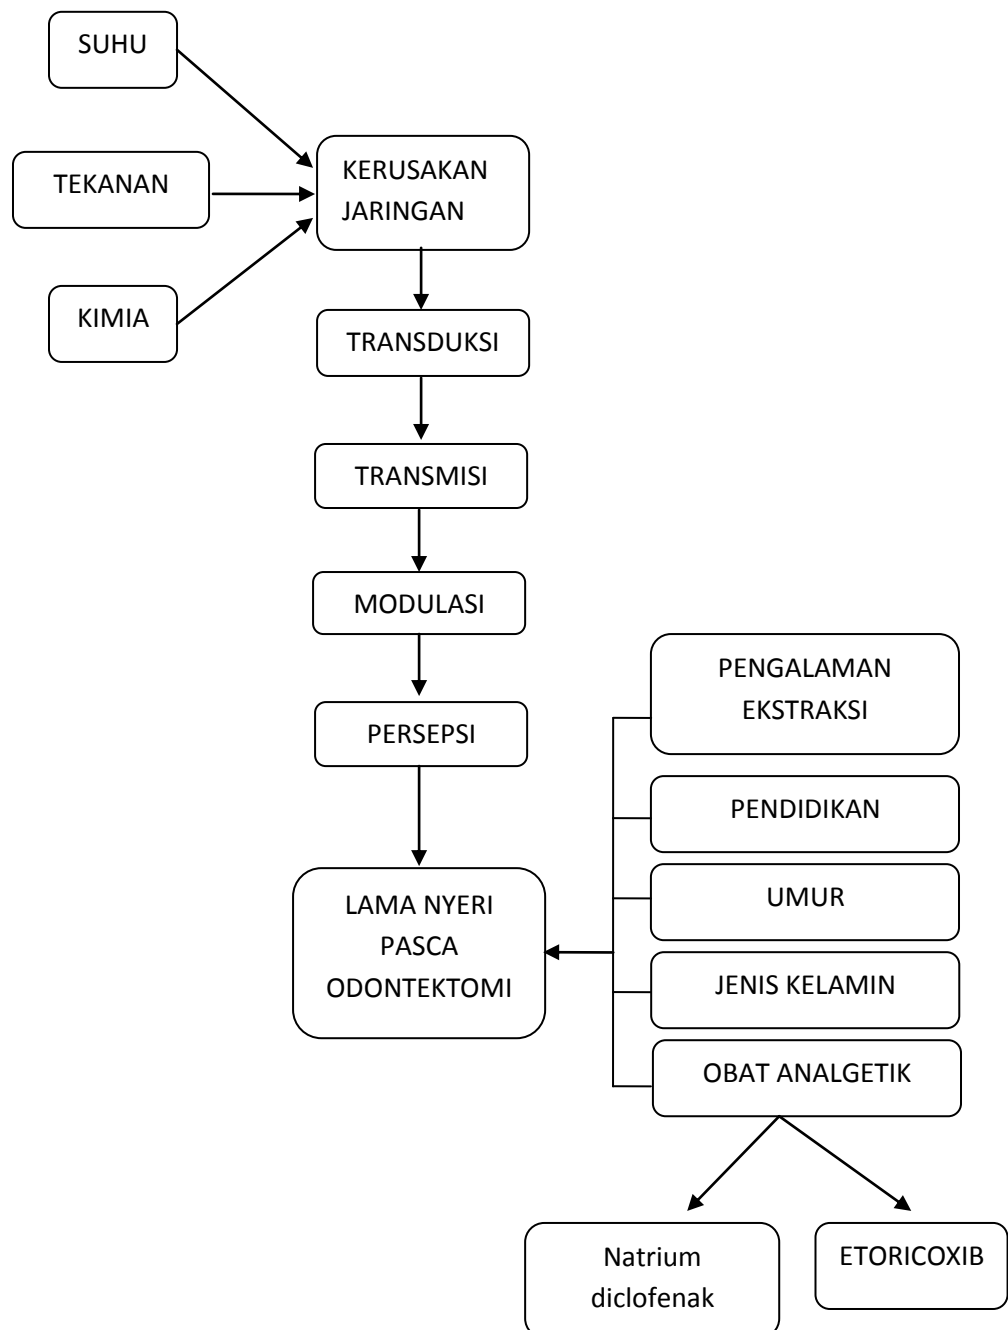 SUHU
TEKANAN
KIMIA
KERUSAKAN
JARINGAN
TRANSDUKSI
TRANSMISI
MODULASI
PERSEPSI
LAMA NYERI
PASCA
ODONTEKTOMI
PENGALAMAN
EKSTRAKSI
PENDIDIKAN
UMUR
JENIS KELAMIN
OBAT ANALGETIK
Natrium
diclofenak
ETORICOXIB